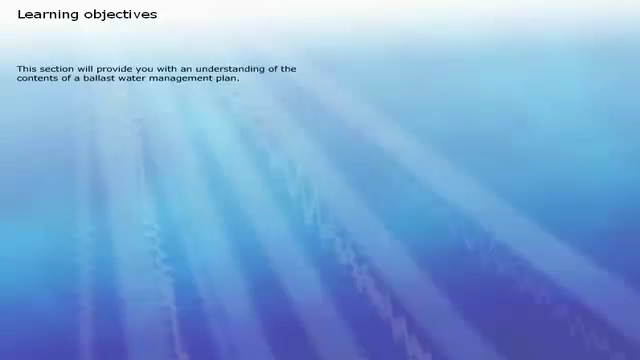 Learning objectives
This section will provide you with an understanding of the
contents of a ballast water management plan.